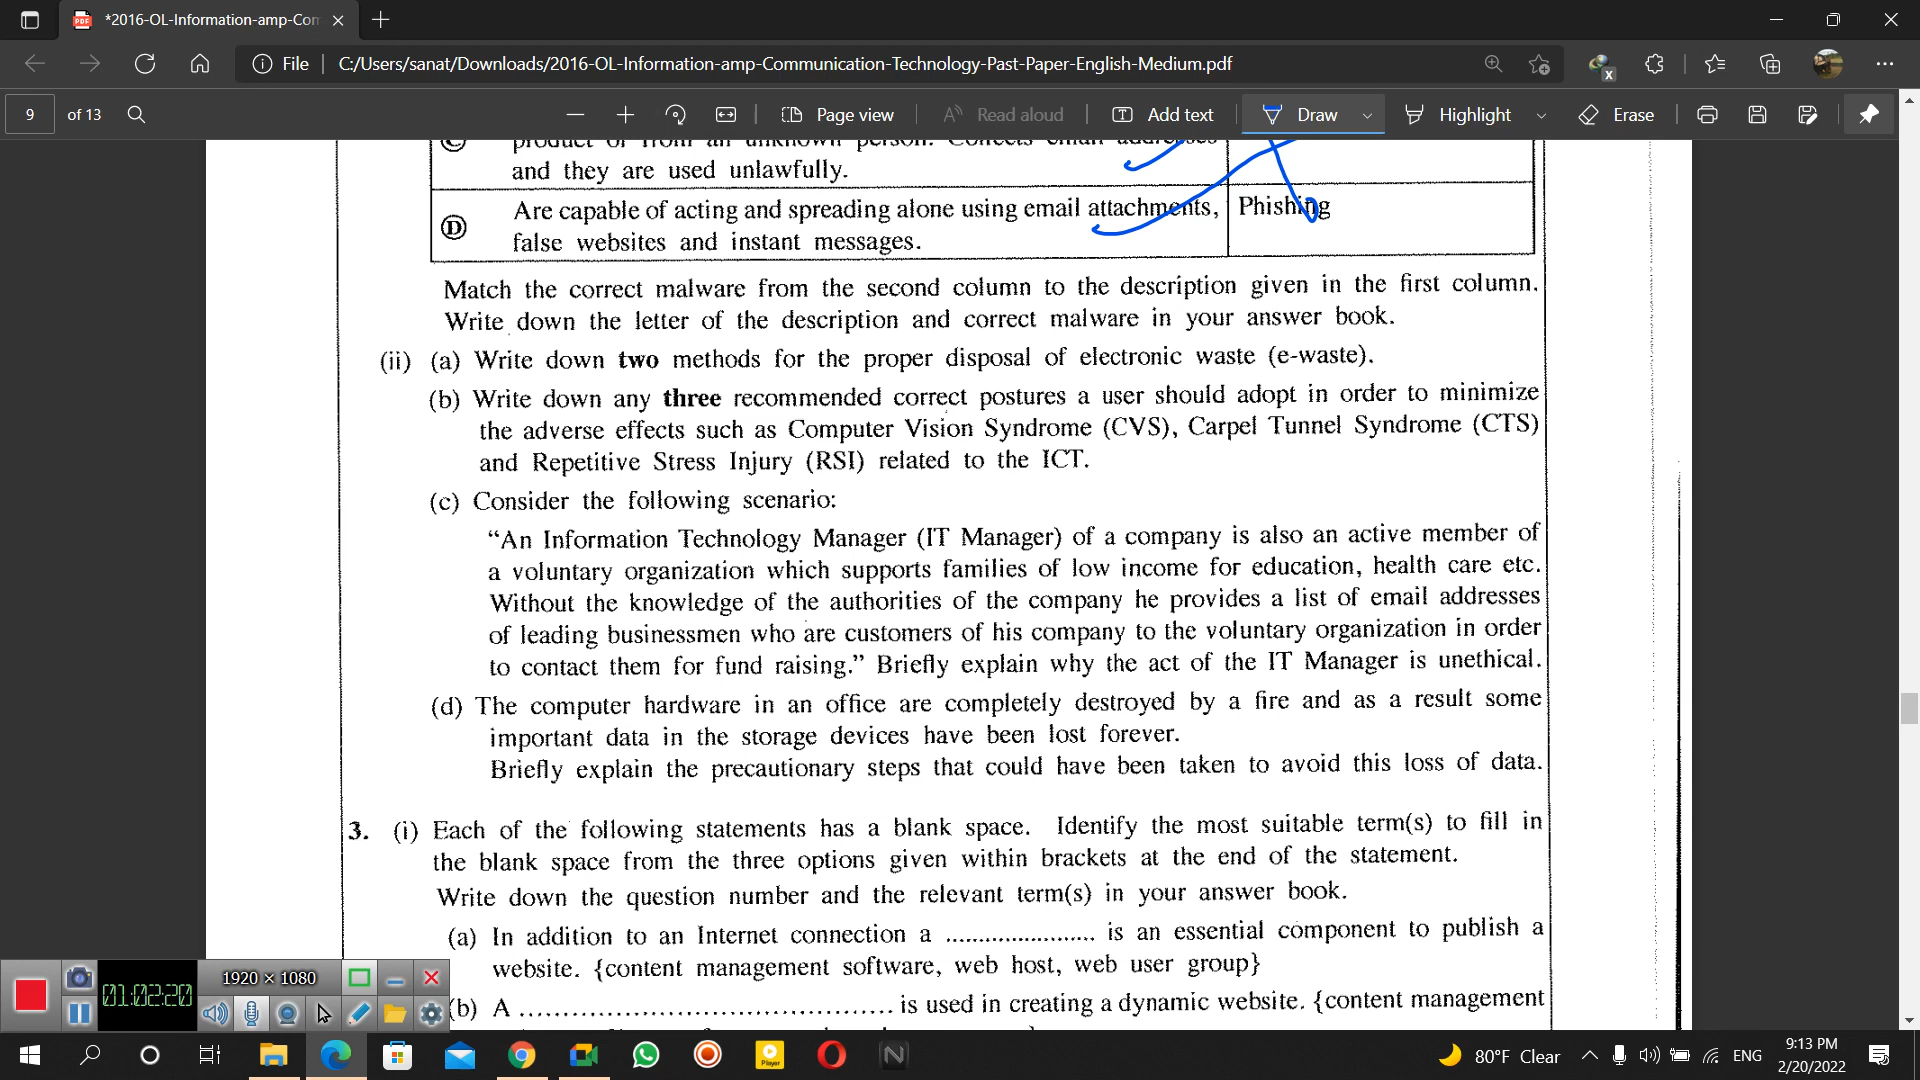 *2016-OL-Information-amp-Con
File
C:/Users/sanat/Downloads/2016-OL-Information-amp-Communication-Technology-Past-Paper-English-Medium.pdf
9 of 13
Page view
Read aloud
Add text
Draw
Highlight
Erase
C product or from an unknown person. Collects email addresses
and they are used unlawfully.
D Are capable of acting and spreading alone using email attachments, Phishing
false websites and instant messages.
Match the correct malware from the second column to the description given in the first column.
Write down the letter of the description and correct malware in your answer book.
(ii) (a) Write down two methods for the proper disposal of electronic waste (e-waste).
(b) Write down any three recommended correct postures a user should adopt in order to minimize
the adverse effects such as Computer Vision Syndrome (CVS), Carpel Tunnel Syndrome (CTS)
and Repetitive Stress Injury (RSI) related to the ICT.
(c) Consider the following scenario:
“An Information Technology Manager (IT Manager) of a company is also an active member of
a voluntary organization which supports families of low income for education, health care etc.
Without the knowledge of the authorities of the company he provides a list of email addresses
of leading businessmen who are customers of his company to the voluntary organization in order
to contact them for fund raising.” Briefly explain why the act of the IT Manager is unethical.
(d) The computer hardware in an office are completely destroyed by a fire and as a result some
important data in the storage devices have been lost forever.
Briefly explain the precautionary steps that could have been taken to avoid this loss of data.
3. (i) Each of the following statements has a blank space. Identify the most suitable term(s) to fill in
the blank space from the three options given within brackets at the end of the statement.
Write down the question number and the relevant term(s) in your answer book.
(a) In addition to an Internet connection a ...................... is an essential component to publish a
website. {content management software, web host, web user group}
(b) A ........................................ is used in creating a dynamic website. {content management
1920 × 1080
01:02:20
80°F Clear
ENG
9:13 PM
2/20/2022